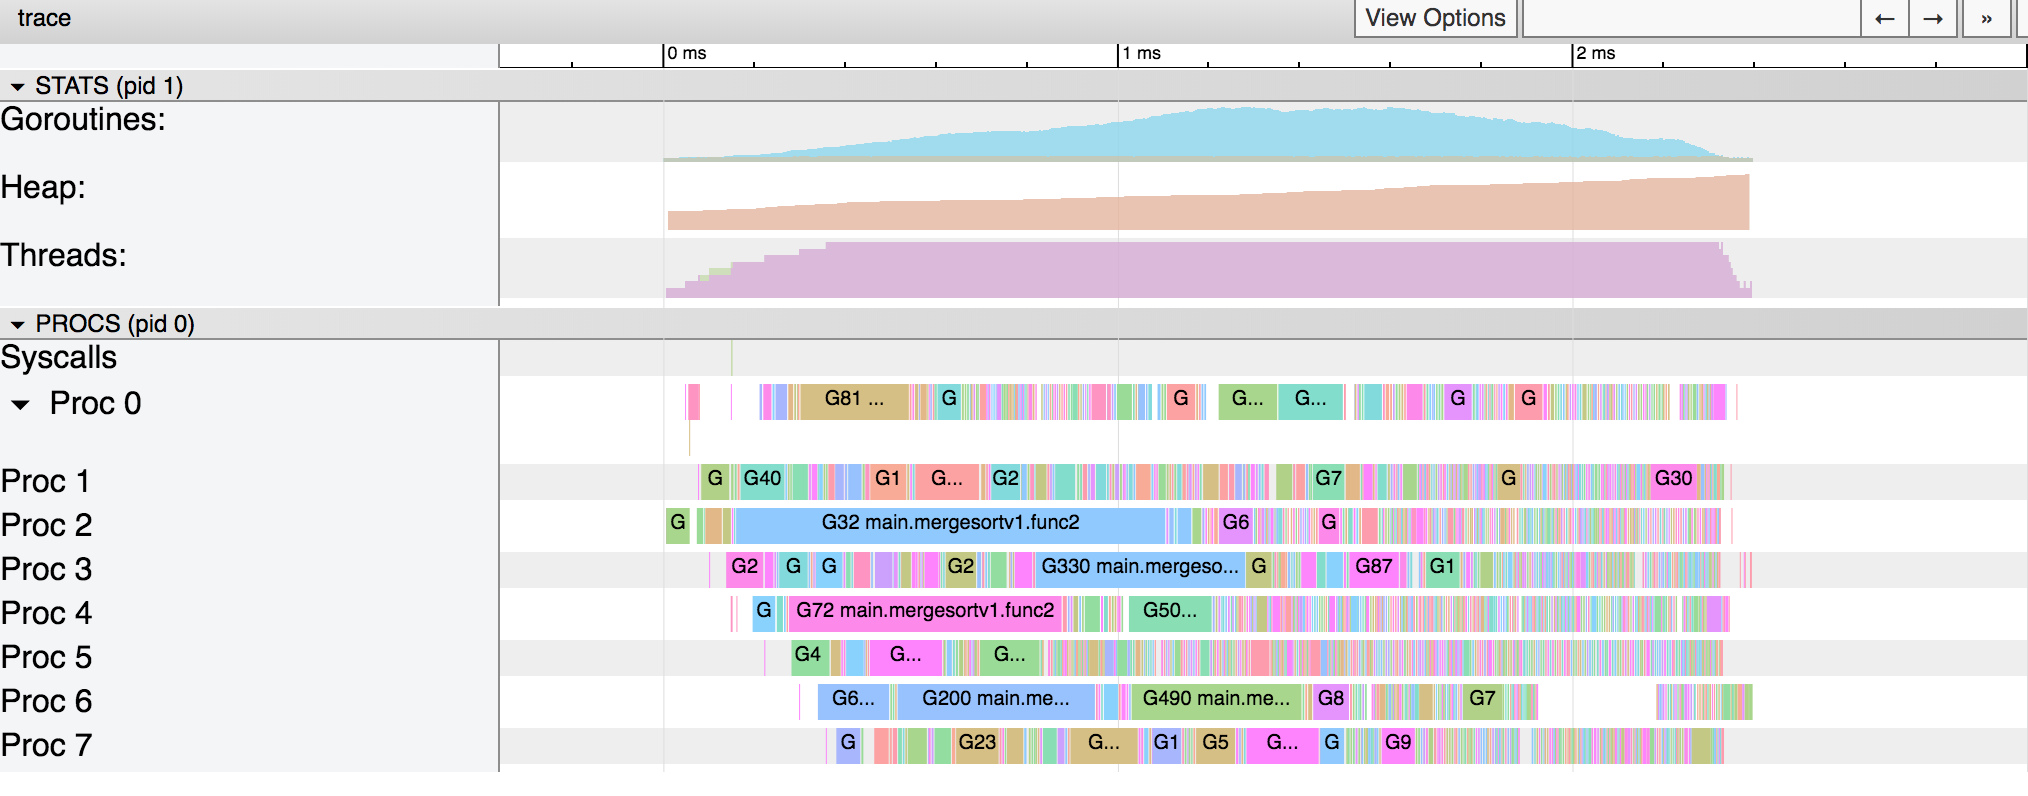 trace View Options ← → »
0 ms 1 ms 2 ms
STATS (pid 1)
Goroutines:
Heap:
Threads:
PROCS (pid 0)
Syscalls
Proc 0 G81 ... G G G... G... G G
Proc 1 G G40 G1 G... G2 G7 G G30
Proc 2 G G32 main.mergesortv1.func2 G6 G
Proc 3 G2 G G G2 G330 main.mergeso... G G87 G1
Proc 4 G G72 main.mergesortv1.func2 G50...
Proc 5 G4 G... G...
Proc 6 G6... G200 main.me... G490 main.me... G8 G7
Proc 7 G G23 G... G1 G5 G... G G9